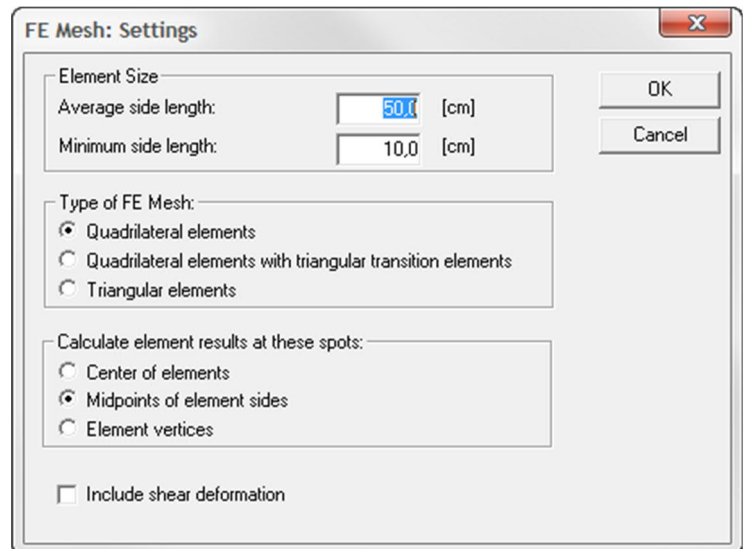 FE Mesh: Settings
Element Size
Average side length: 50,0 [cm]
Minimum side length: 10,0 [cm]
OK
Cancel
Type of FE Mesh:
Quadrilateral elements
Quadrilateral elements with triangular transition elements
Triangular elements
Calculate element results at these spots:
Center of elements
Midpoints of element sides
Element vertices
Include shear deformation